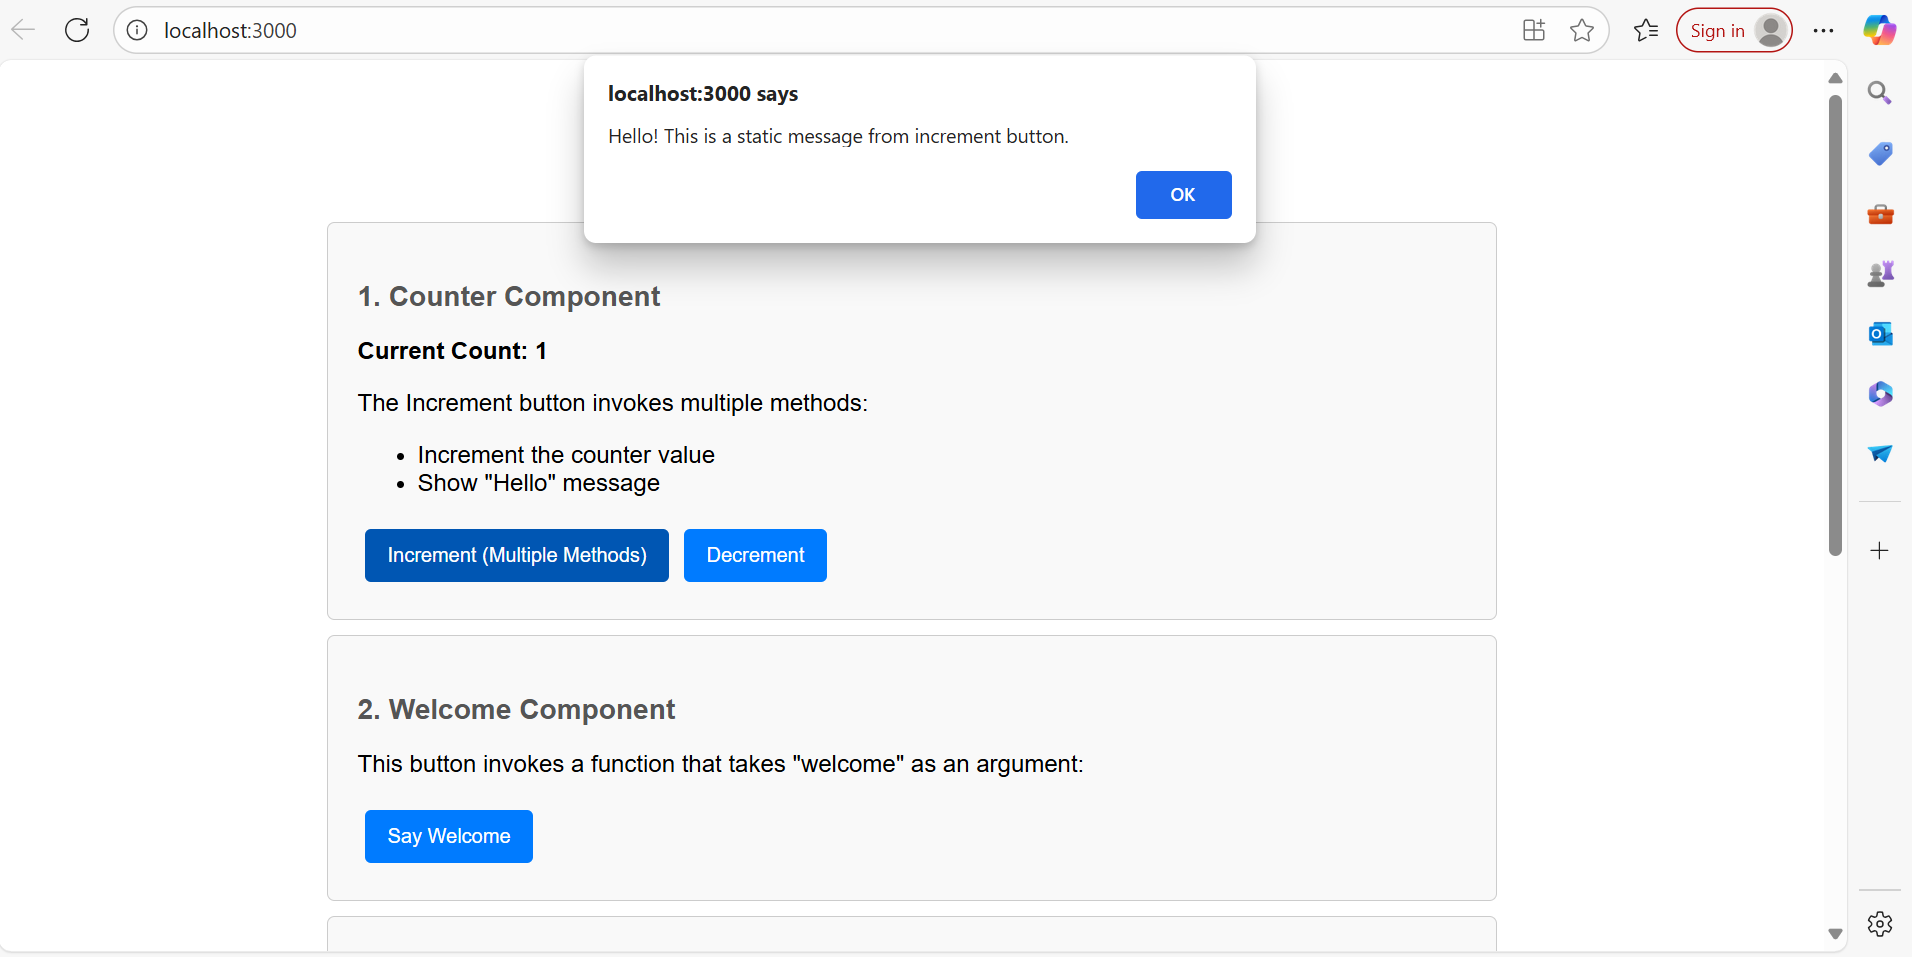 localhost:3000
Sign in
localhost:3000 says
Hello! This is a static message from increment button.
OK
1. Counter Component
Current Count: 1
The Increment button invokes multiple methods:
• Increment the counter value
• Show "Hello" message
Increment (Multiple Methods) Decrement
2. Welcome Component
This button invokes a function that takes "welcome" as an argument:
Say Welcome